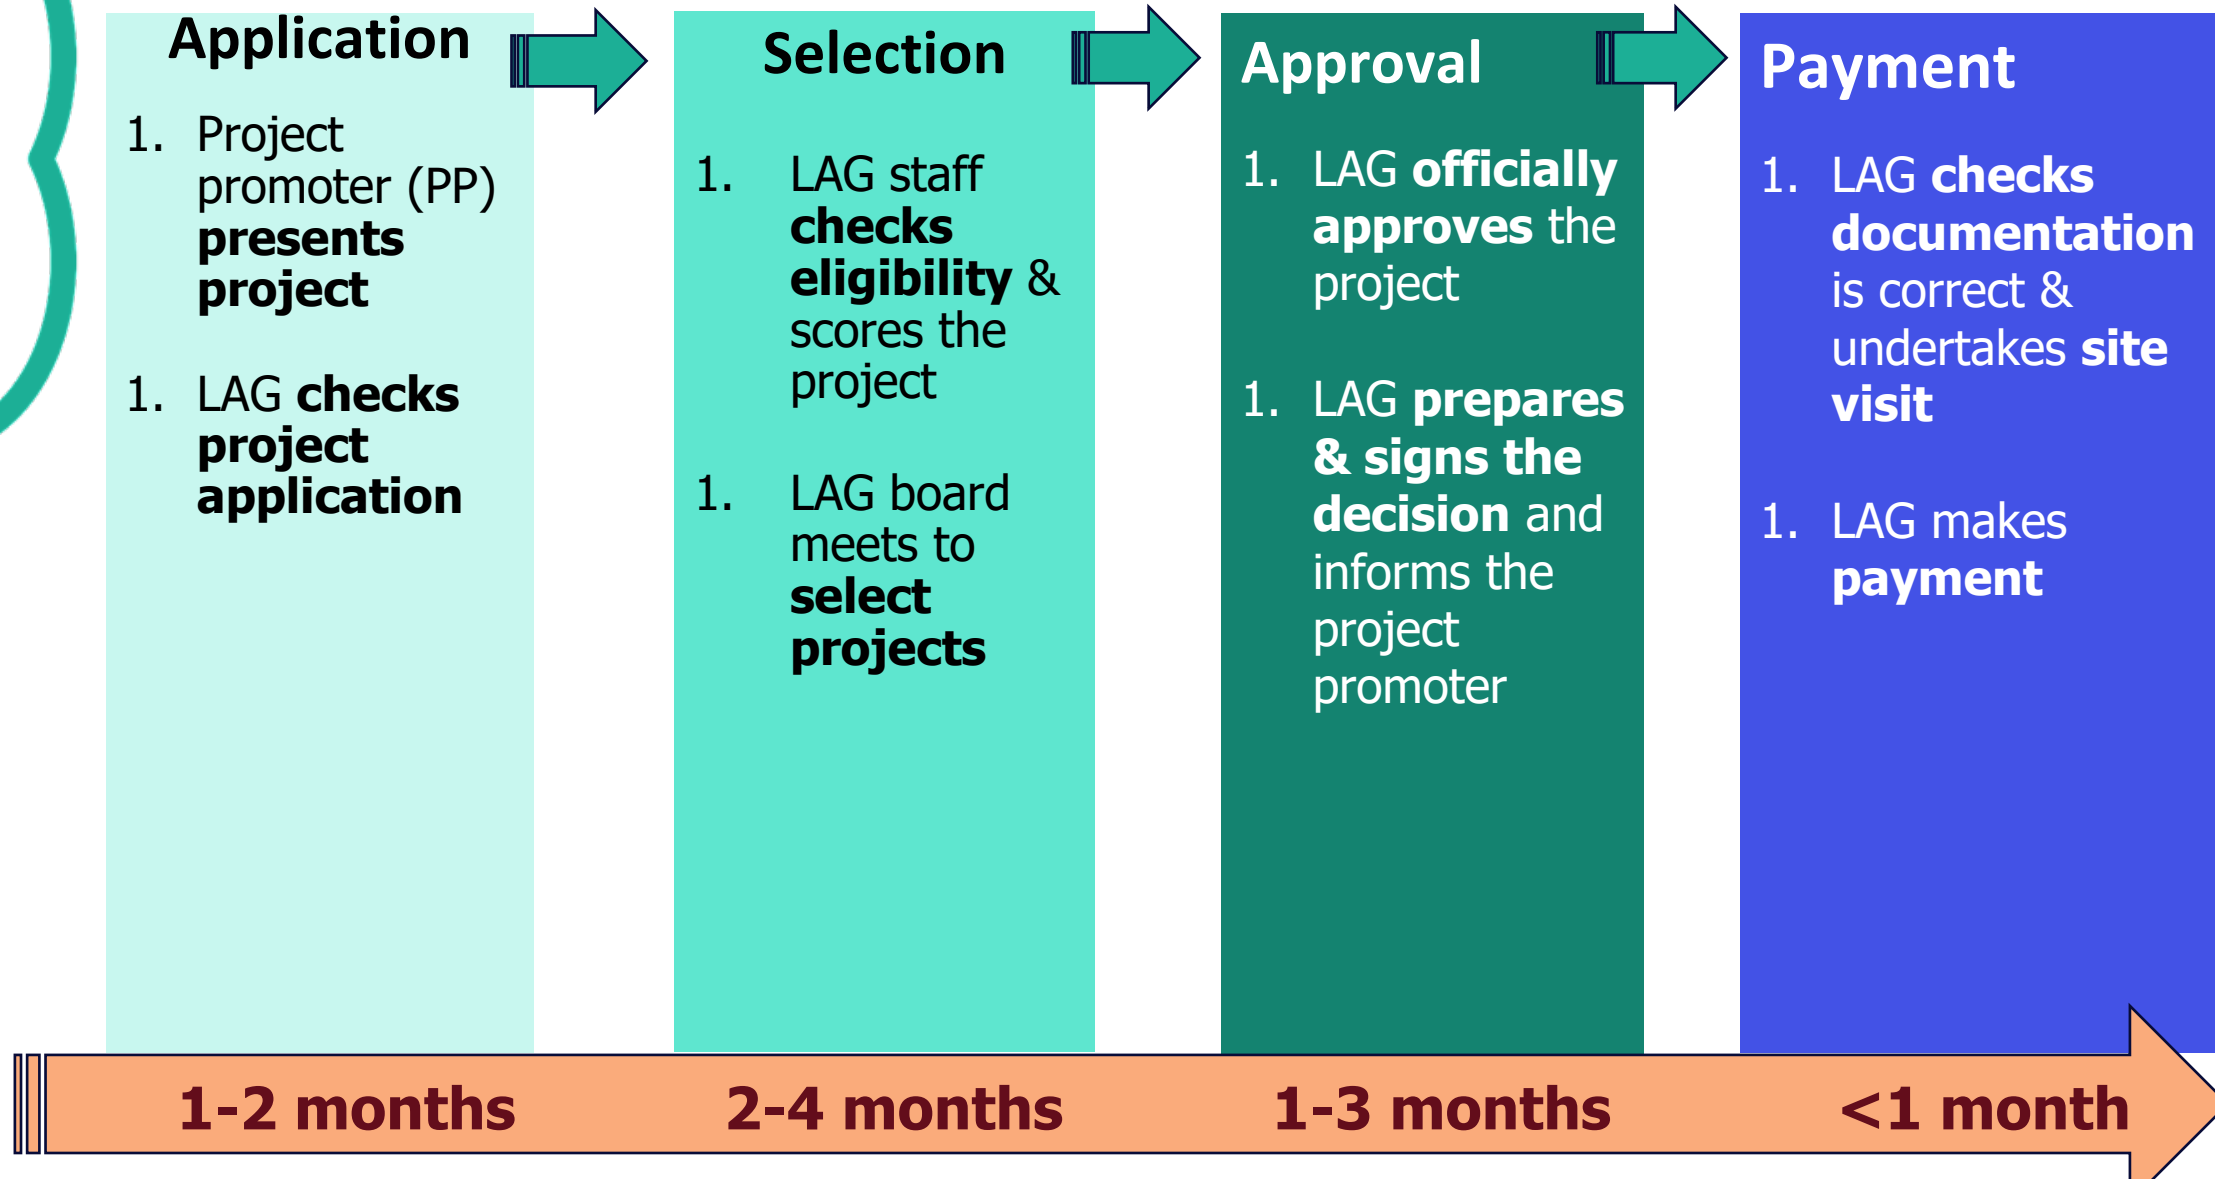 Application
1. Project
promoter (PP)
presents
project
1. LAG checks
project
application
Selection
1. LAG staff
checks
eligibility &
scores the
project
1. LAG board
meets to
select
projects
Approval
1. LAG officially
approves the
project
1. LAG prepares
& signs the
decision and
informs the
project
promoter
Payment
1. LAG checks
documentation
is correct &
undertakes site
visit
1. LAG makes
payment
1-2 months
2-4 months
1-3 months
<1 month